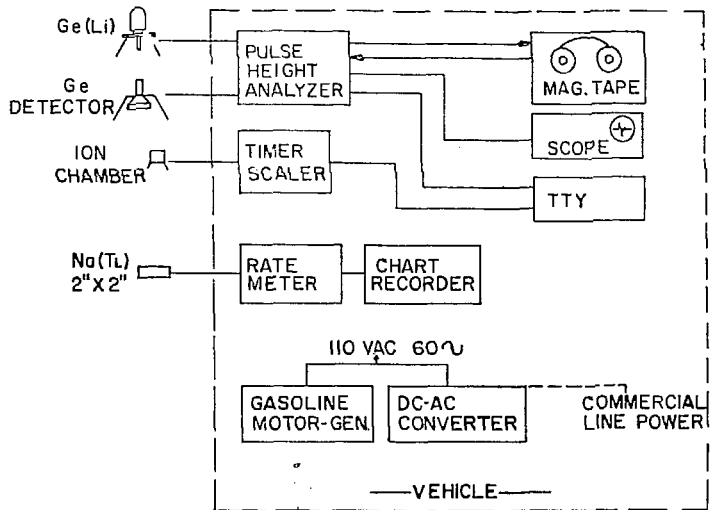 Ge(Li)
Ge
DETECTOR
ION
CHAMBER
Na(TL)
2" X 2"
PULSE
HEIGHT
ANALYZER
TIMER
SCALER
RATE
METER
CHART
RECORDER
MAG. TAPE
SCOPE
TTY
110 VAC 60∿
GASOLINE
MOTOR-GEN.
DC-AC
CONVERTER
COMMERCIAL
LINE POWER
VEHICLE